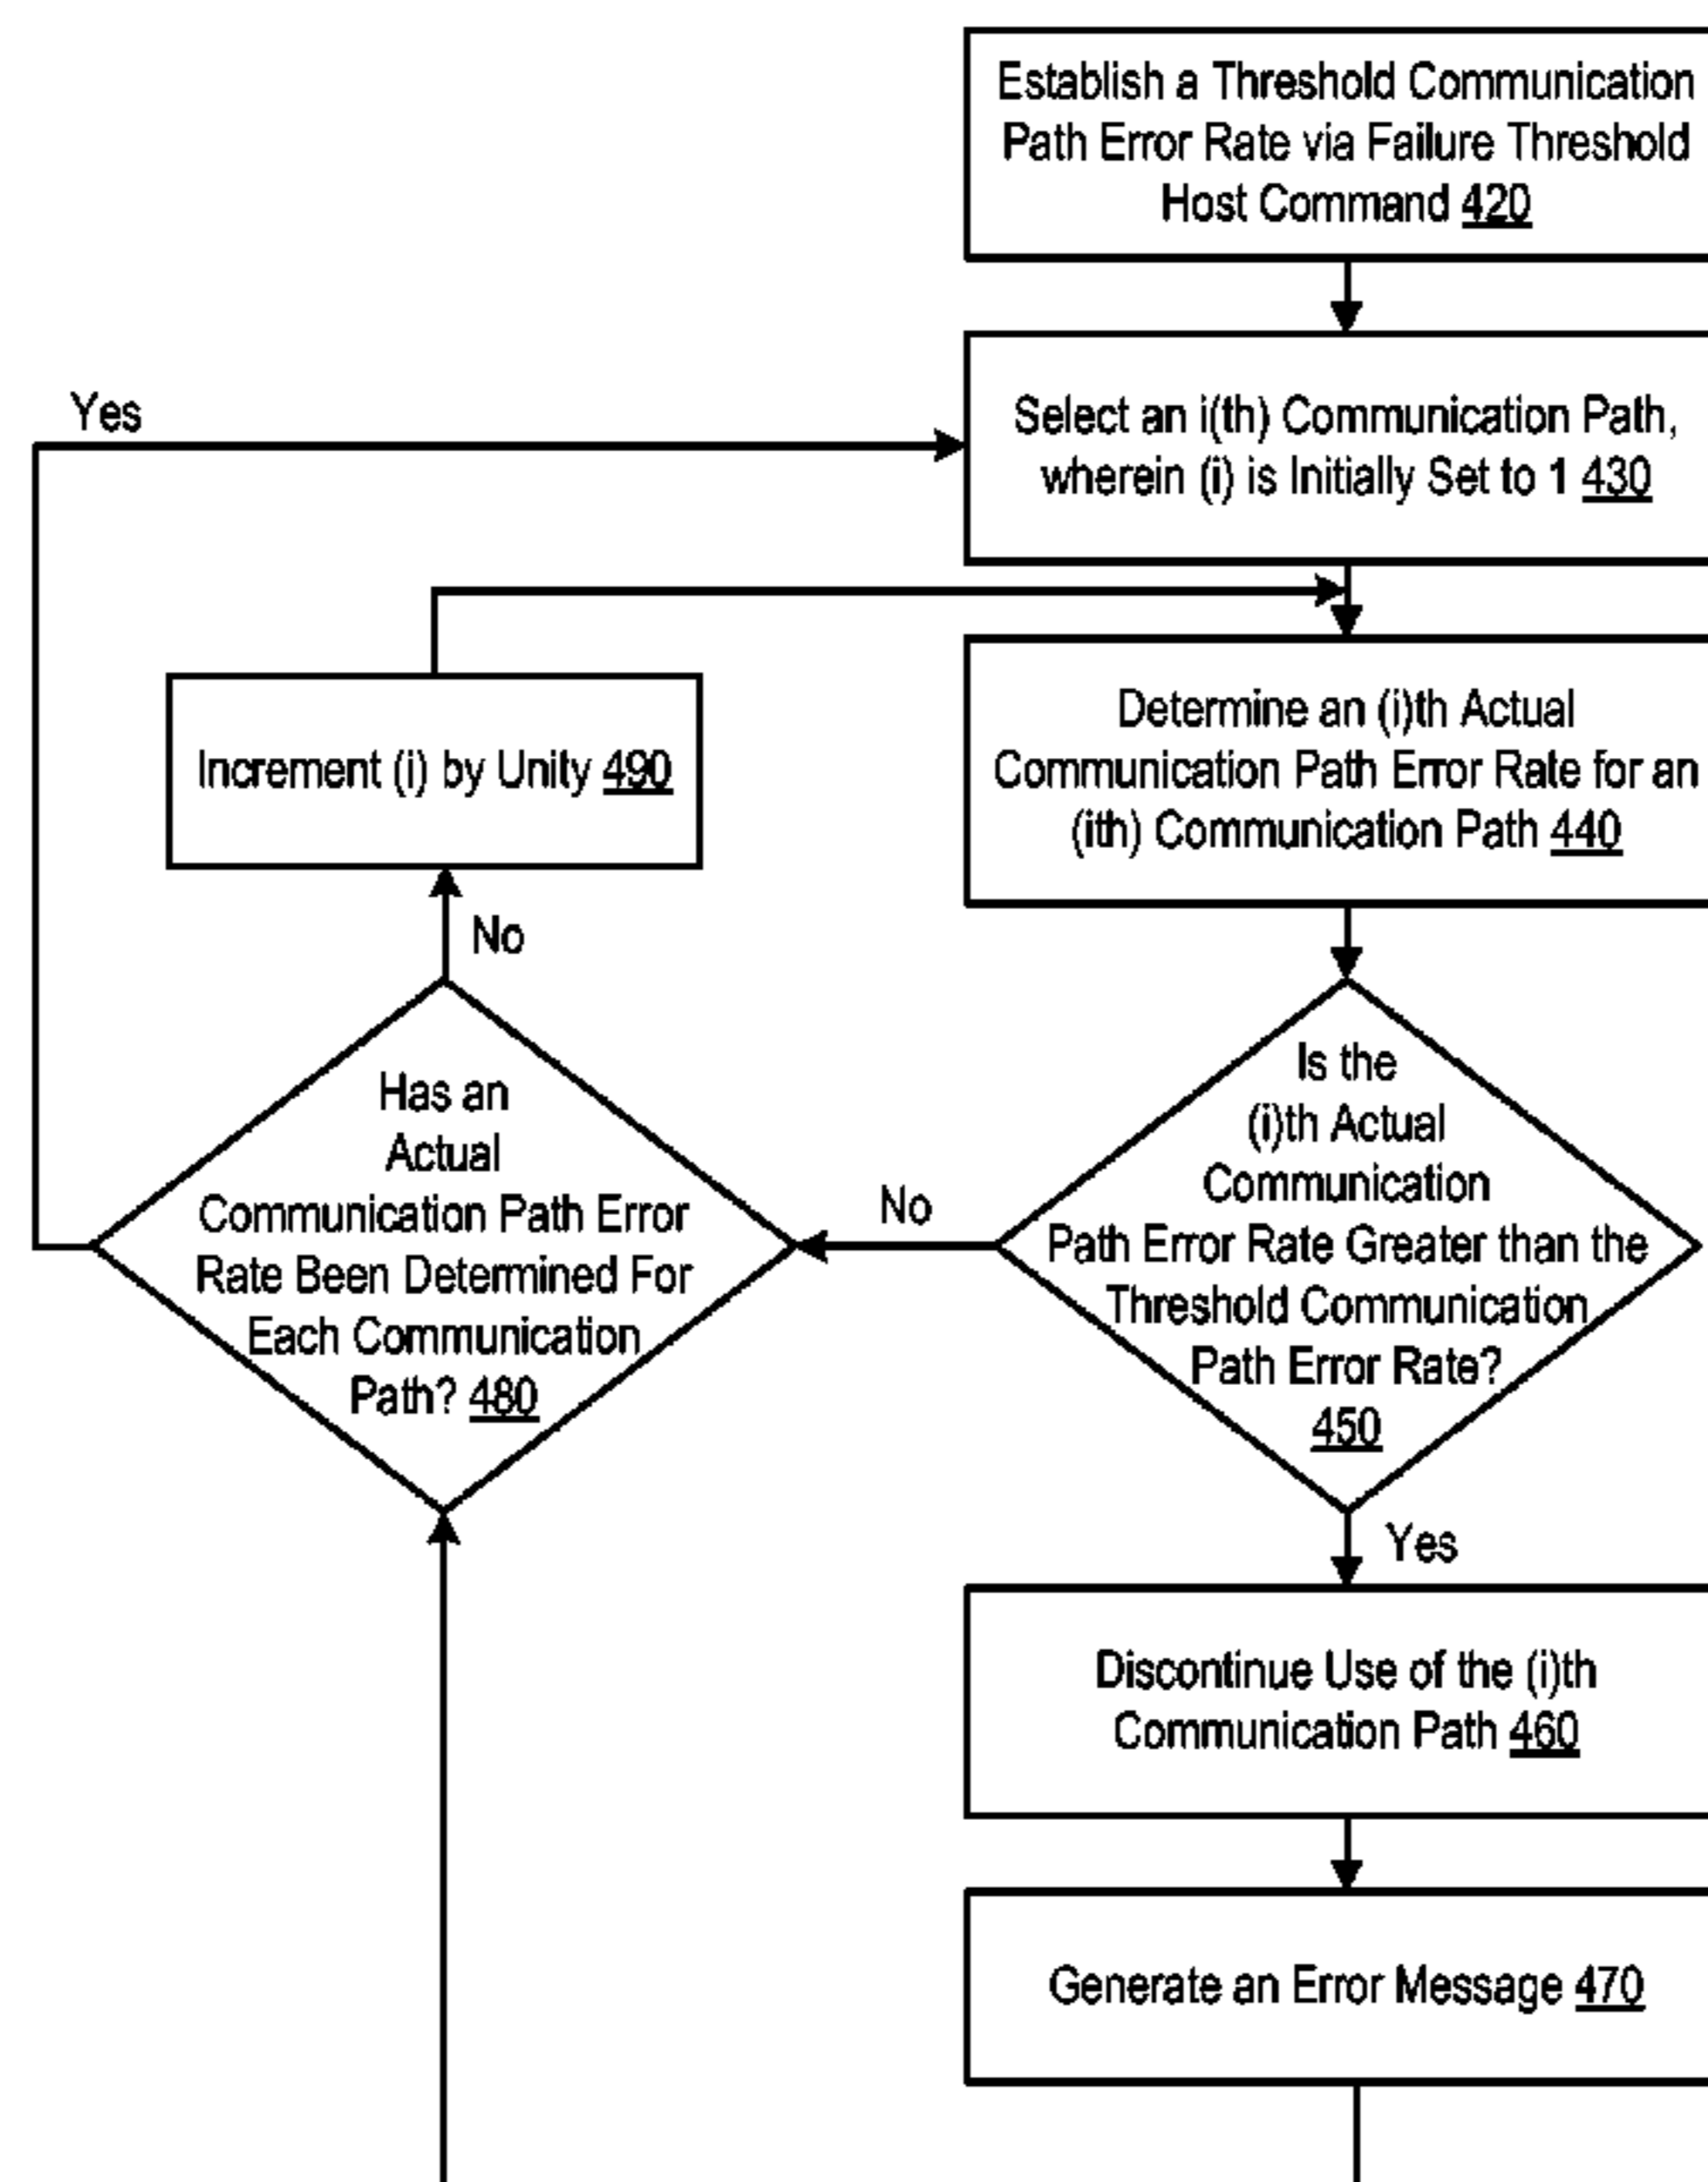 Establish a Threshold Communication
Path Error Rate via Failure Threshold
Host Command 420
Yes
Select an i(th) Communication Path,
wherein (i) is Initially Set to 1 430
Increment (i) by Unity 490
Determine an (i)th Actual
Communication Path Error Rate for an
(ith) Communication Path 440
No
Has an
Actual
Communication Path Error
Rate Been Determined For
Each Communication
Path? 480
No
Is the
(i)th Actual
Communication
Path Error Rate Greater than the
Threshold Communication
Path Error Rate?
450
Yes
Discontinue Use of the (i)th
Communication Path 460
Generate an Error Message 470